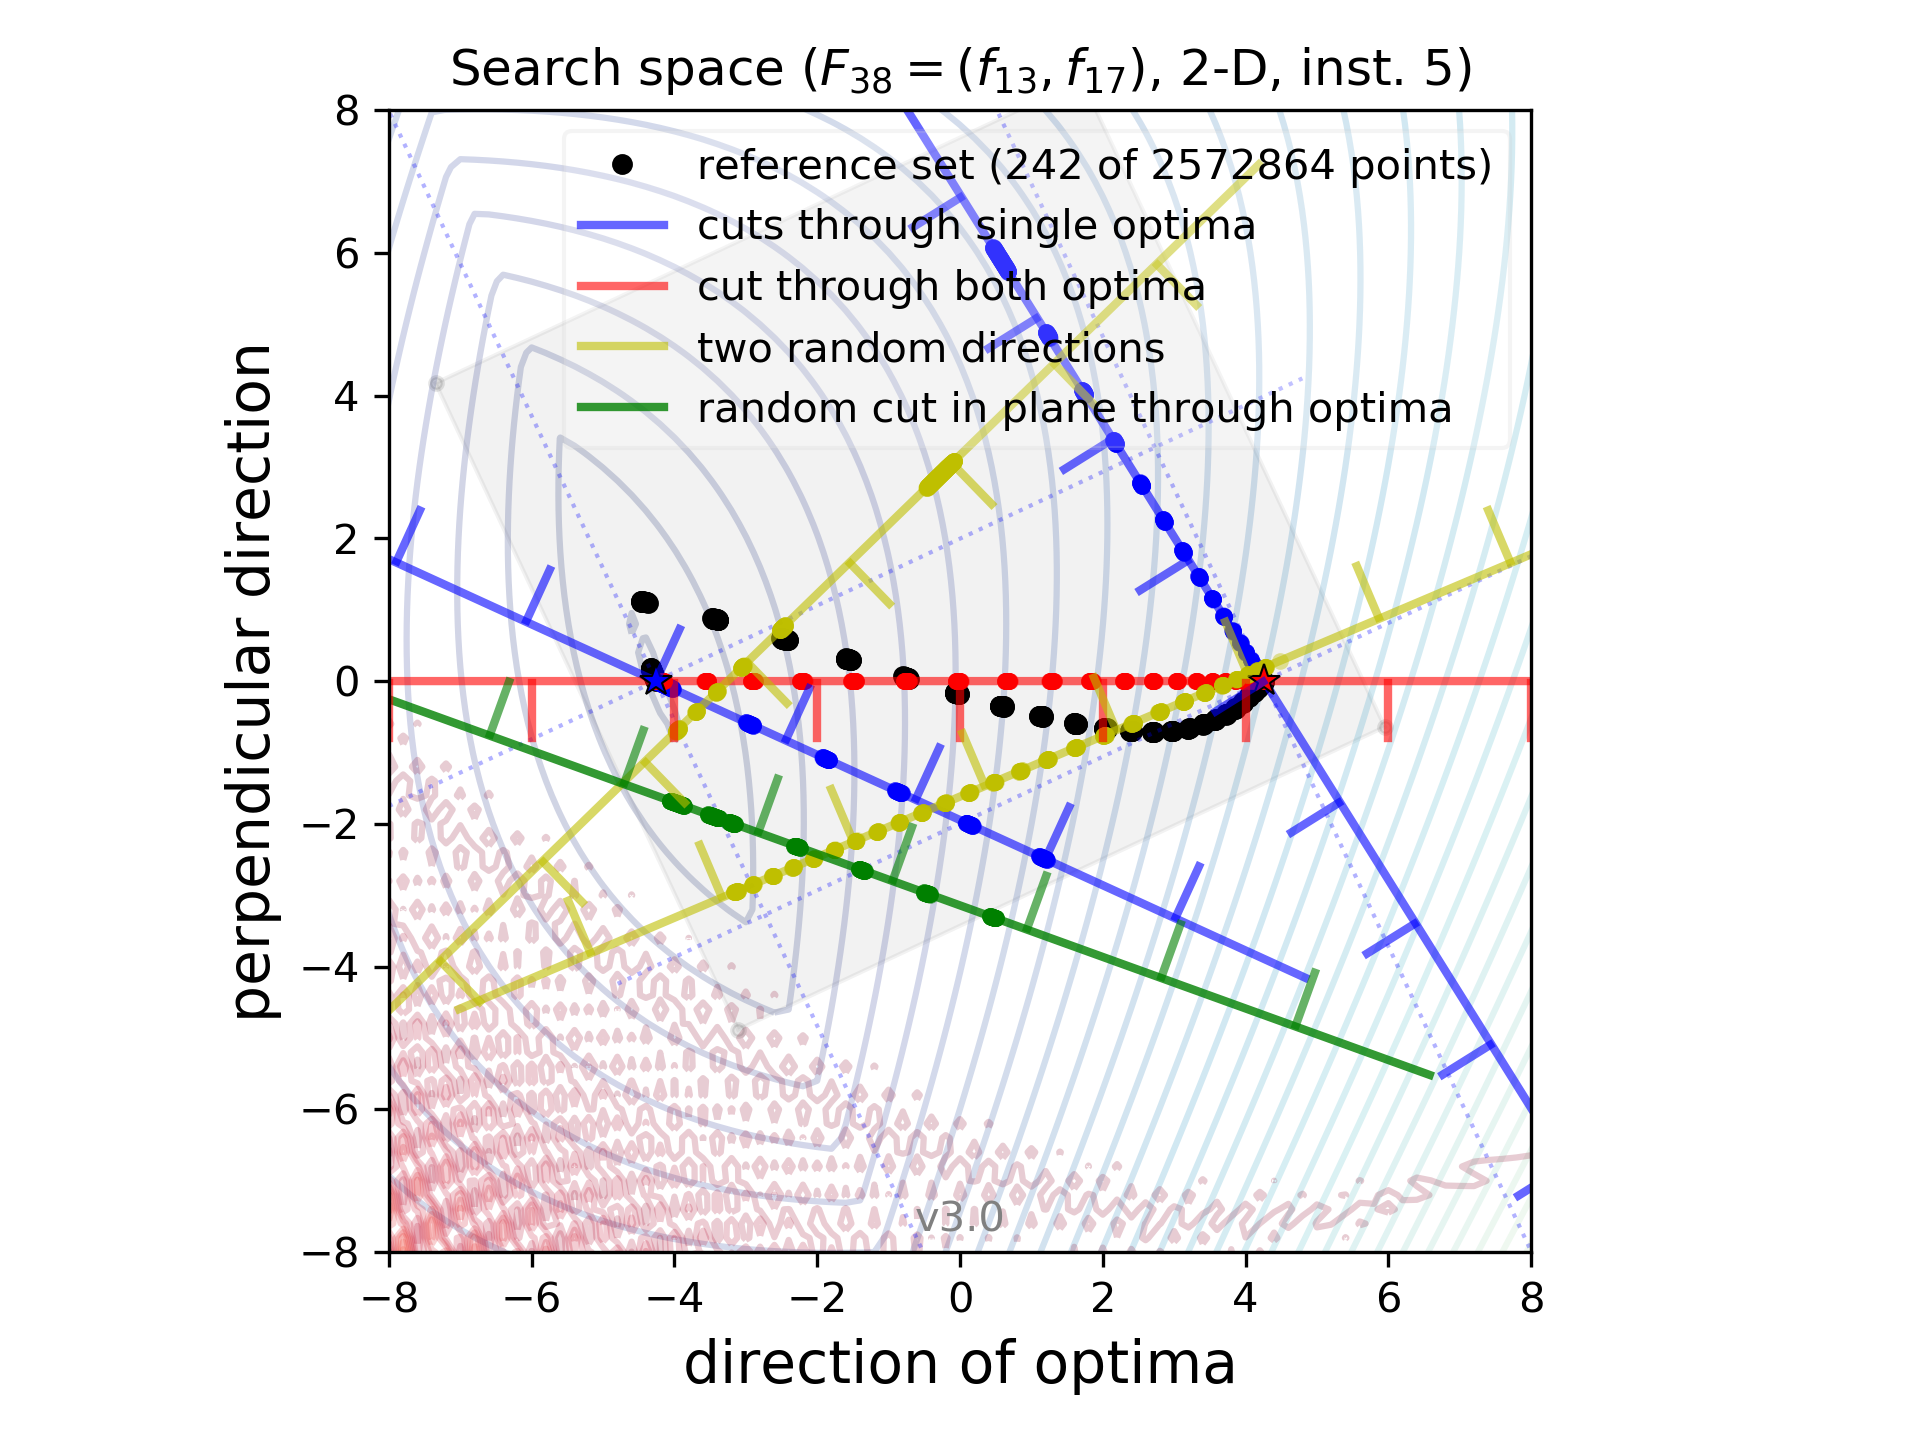 Search space (F₃₈ = (f₁₃, f₁₇), 2-D, inst. 5)
reference set (242 of 2572864 points)
cuts through single optima
cut through both optima
two random directions
random cut in plane through optima
8
6
4
2
0
−2
−4
−6
−8
perpendicular direction
v3.0
−8 −6 −4 −2 0 2 4 6 8
direction of optima